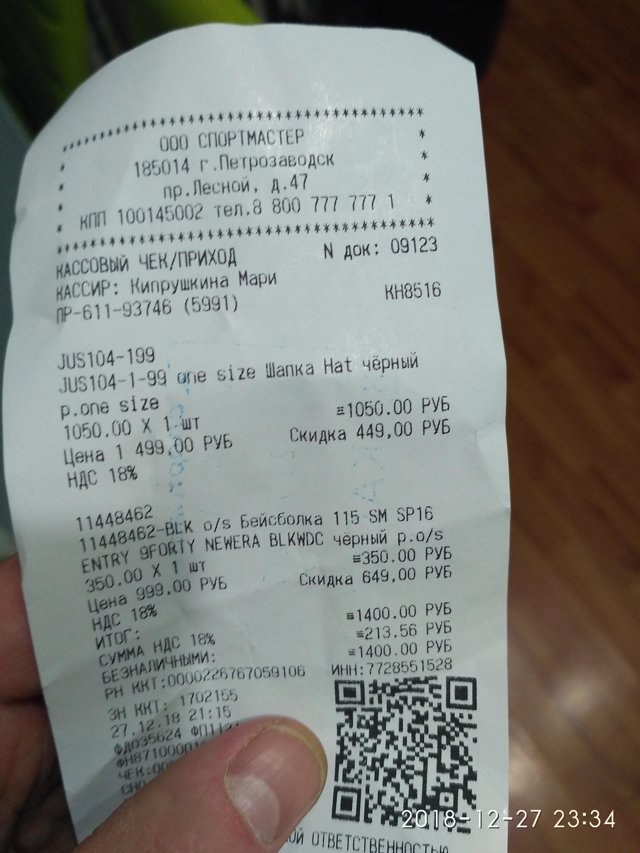 ООО СПОРТМАСТЕР
185014 г.Петрозаводск
пр.Лесной, д.47
КПП 100145002 тел.8 800 777 777 1
КАССОВЫЙ ЧЕК/ПРИХОД N док: 09123
КАССИР: Кипрушкина Мари
ПР-611-93746 (5991) КН8516
JUS104-199
JUS104-1-99 one size Шапка Hat чёрный
р.one size
1050.00 X 1 шт ≡1050.00 РУБ
Цена 1 499,00 РУБ Скидка 449,00 РУБ
НДС 18%
11448462
11448462-BLK o/s Бейсболка 115 SM SP16
ENTRY 9FORTY NEWERA BLKWDC чёрный р.o/s
350.00 X 1 шт ≡350.00 РУБ
Цена 999,00 РУБ Скидка 649,00 РУБ
НДС 18%
ИТОГ: ≡1400.00 РУБ
СУММА НДС 18% ≡213.56 РУБ
БЕЗНАЛИЧНЫМИ: ≡1400.00 РУБ
РН ККТ:0000226767059106 ИНН:7728551528
ЗН ККТ: 1702155
27.12.18 21:15
ФД035624
ОТВЕТСТВЕННОСТЬЮ
2018-12-27 23:34